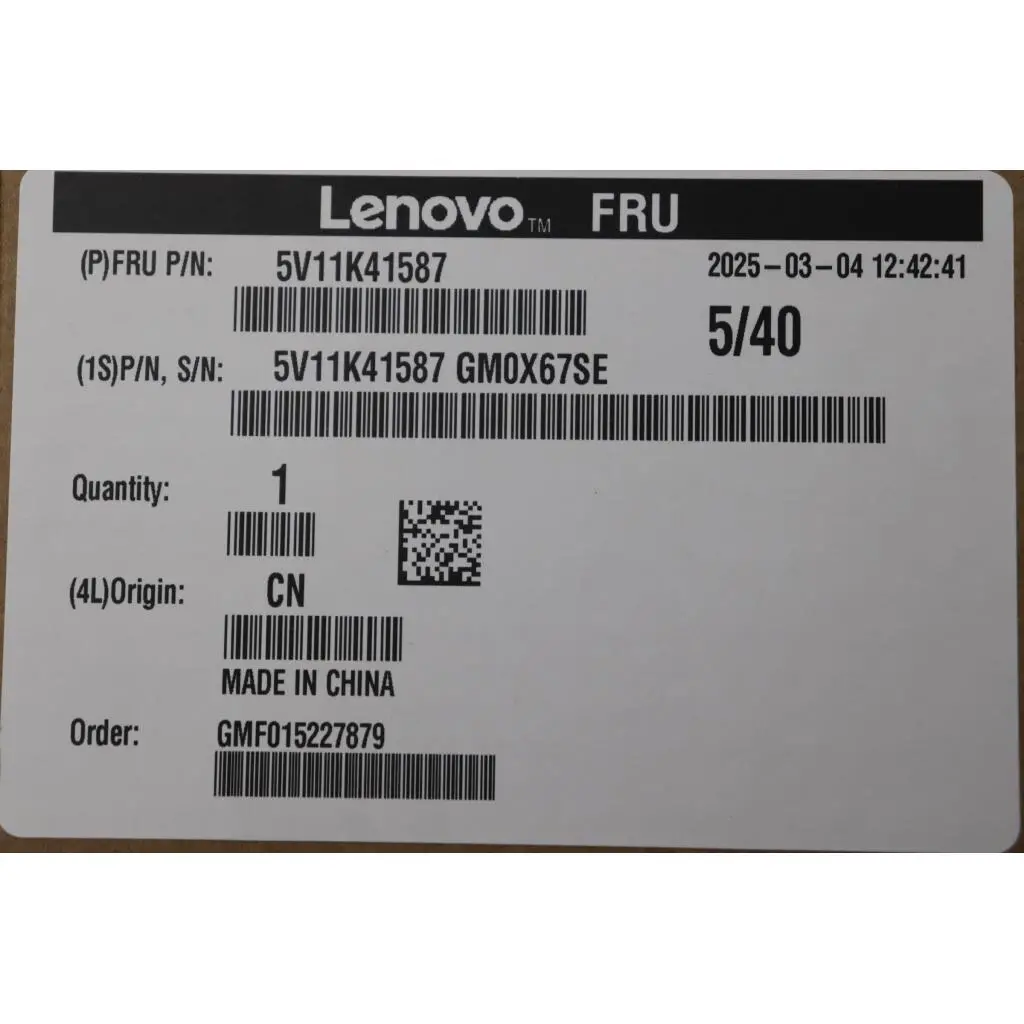 Lenovo™ FRU
(P)FRU P/N: 5V11K41587 2025-03-04 12:42:41
5/40
(1S)P/N, S/N: 5V11K41587 GM0X67SE
Quantity: 1
(4L)Origin: CN
MADE IN CHINA
Order: GMF015227879